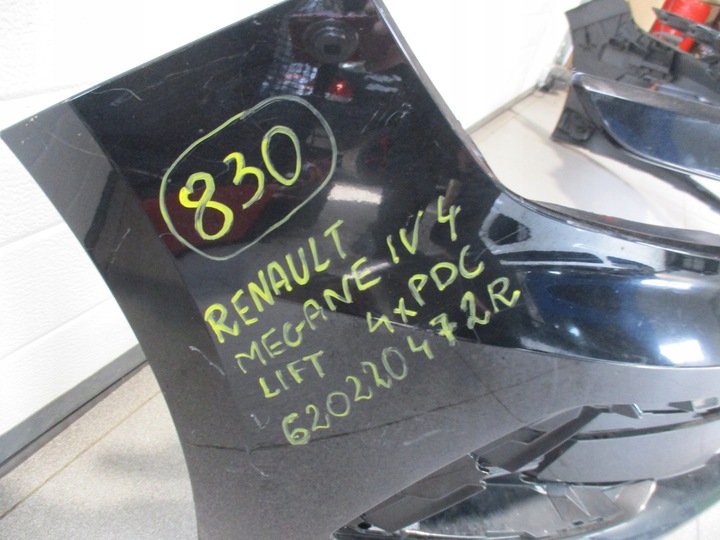 830
RENAULT
MEGANE IV 4
LIFT 4xPDC
620220472R